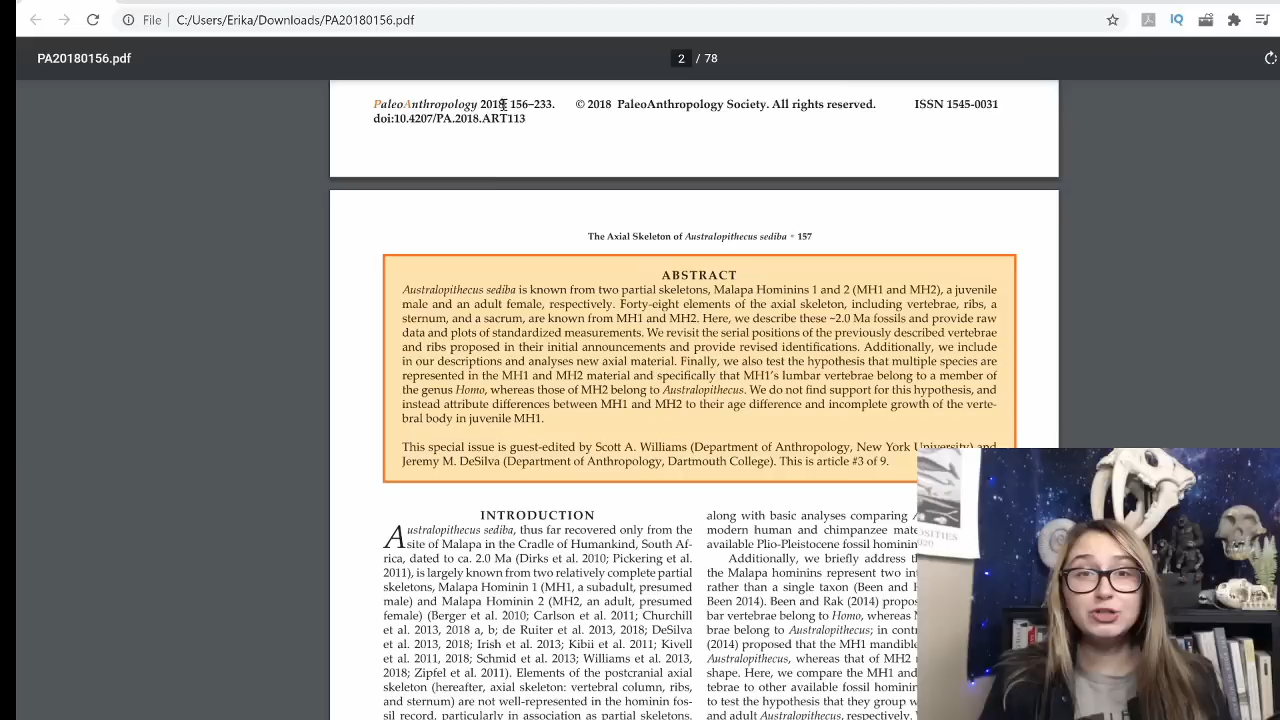 File C:/Users/Erika/Downloads/PA20180156.pdf
PA20180156.pdf
2 / 78
PaleoAnthropology 2018: 156−233. © 2018 PaleoAnthropology Society. All rights reserved. ISSN 1545-0031
doi:10.4207/PA.2018.ART113
The Axial Skeleton of Australopithecus sediba • 157
ABSTRACT
Australopithecus sediba is known from two partial skeletons, Malapa Hominins 1 and 2 (MH1 and MH2), a juvenile
male and an adult female, respectively. Forty-eight elements of the axial skeleton, including vertebrae, ribs, a
sternum, and a sacrum, are known from MH1 and MH2. Here, we describe these ~2.0 Ma fossils and provide raw
data and plots of standardized measurements. We revisit the serial positions of the previously described vertebrae
and ribs proposed in their initial announcements and provide revised identifications. Additionally, we include
in our descriptions and analyses new axial material. Finally, we also test the hypothesis that multiple species are
represented in the MH1 and MH2 material and specifically that MH1's lumbar vertebrae belong to a member of
the genus Homo, whereas those of MH2 belong to Australopithecus. We do not find support for this hypothesis, and
instead attribute differences between MH1 and MH2 to their age difference and incomplete growth of the verte-
bral body in juvenile MH1.
This special issue is guest-edited by Scott A. Williams (Department of Anthropology, New York University) and
Jeremy M. DeSilva (Department of Anthropology, Dartmouth College). This is article #3 of 9.
INTRODUCTION
Australopithecus sediba, thus far recovered only from the
site of Malapa in the Cradle of Humankind, South Af-
rica, dated to ca. 2.0 Ma (Dirks et al. 2010; Pickering et al.
2011), is largely known from two relatively complete partial
skeletons, Malapa Hominin 1 (MH1, a subadult, presumed
male) and Malapa Hominin 2 (MH2, an adult, presumed
female) (Berger et al. 2010; Carlson et al. 2011; Churchill
et al. 2013, 2018 a, b; de Ruiter et al. 2013, 2018; DeSilva
et al. 2013, 2018; Irish et al. 2013; Kibii et al. 2011; Kivell
et al. 2011, 2018; Schmid et al. 2013; Williams et al. 2013,
2018; Zipfel et al. 2011). Elements of the postcranial axial
skeleton (hereafter, axial skeleton: vertebral column, ribs,
and sternum) are not well-represented in the hominin fos-
sil record, particularly in association as partial skeletons.
along with basic analyses comparing
modern human and chimpanzee
available Plio-Pleistocene fossil
Additionally, we briefly address
the Malapa hominins represent two
rather than a single taxon (Been and
Been 2014). Been and Rak (2014)
bar vertebrae belong to Homo, whereas
brae belong to Australopithecus; in
(2014) proposed that the MH1 mandible
Australopithecus, whereas that of MH2
shape. Here, we compare the MH1 and
tebrae to other available fossil
to test the hypothesis that they group
and adult Australopithecus, respectively.
OSITIES